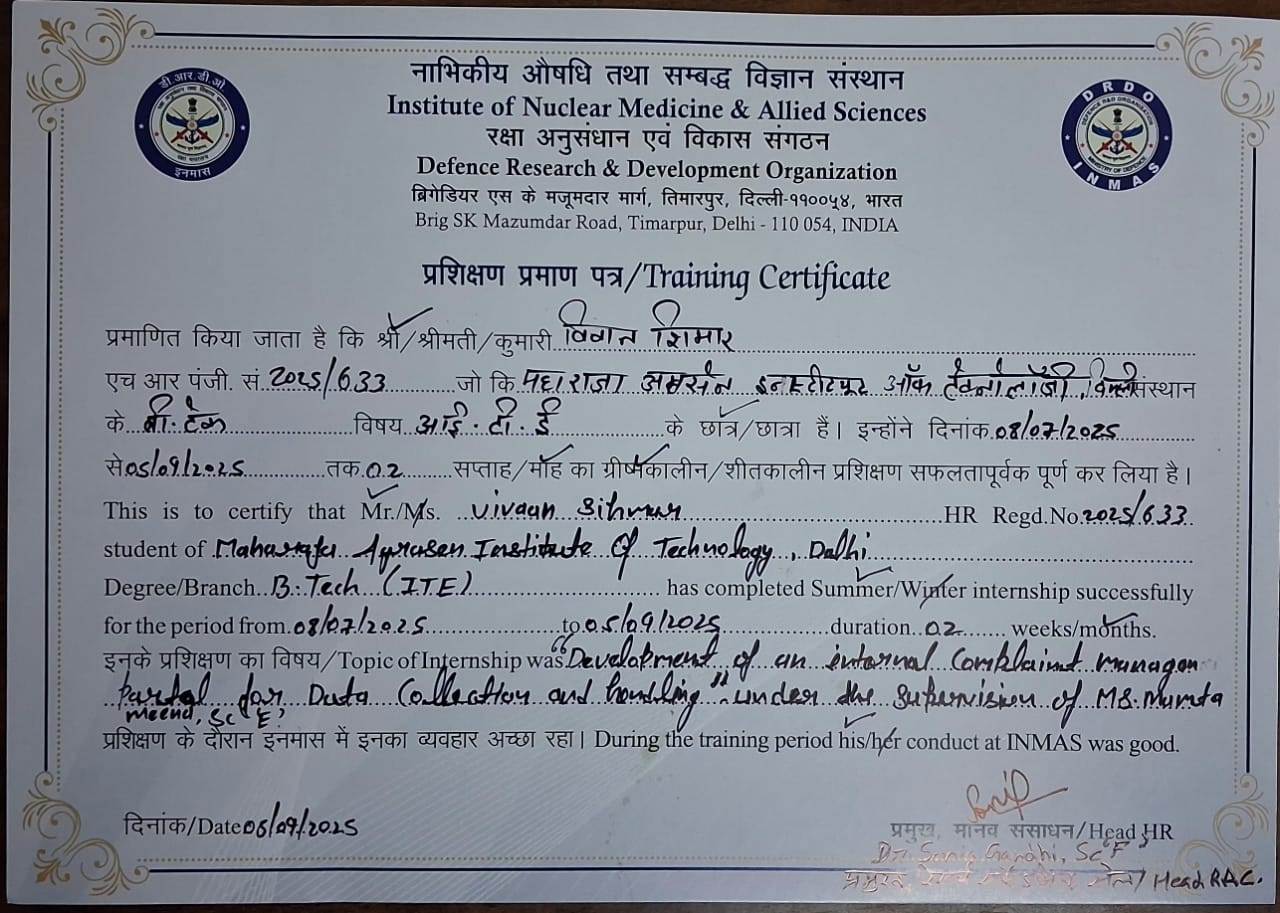 डी.आर.डी.ओ
इनमास
DRDO
DEFENCE R&D ORGANISATION
MINISTRY OF DEFENCE
INMAS
नाभिकीय औषधि तथा सम्बद्ध विज्ञान संस्थान
Institute of Nuclear Medicine & Allied Sciences
रक्षा अनुसंधान एवं विकास संगठन
Defence Research & Development Organization
ब्रिगेडियर एस के मजूमदार मार्ग, तिमारपुर, दिल्ली-११००५४, भारत
Brig SK Mazumdar Road, Timarpur, Delhi - 110 054, INDIA
प्रशिक्षण प्रमाण पत्र/Training Certificate
प्रमाणित किया जाता है कि श्री/श्रीमती/कुमारी विवान
एच आर पंजी. सं. 2025/633 जो कि महाराजा इन्स्टीटयूट ऑफ टेक्नोलॉजी, संस्थान
के बी.टेक विषय आई.टी.ई के छात्र/छात्रा हैं। इन्होंने दिनांक 08/07/2025
से 05/09/2025 तक 02 सप्ताह/माह का ग्रीष्मकालीन/शीतकालीन प्रशिक्षण सफलतापूर्वक पूर्ण कर लिया है।
This is to certify that Mr./Ms. Vivaan HR Regd.No. 2025/633
student of Maharaja Agrasen Institute Of Technology, Delhi
Degree/Branch B.Tech (ITE) has completed Summer/Winter internship successfully
for the period from 08/07/2025 to 05/09/2025 duration 02 weeks/months.
इनके प्रशिक्षण का विषय/Topic of Internship was "Development of an internal Complaint
Portal for Data Collection and handling" under the supervision of MS. Mamta
Meena, Sc 'E'
प्रशिक्षण के दौरान इनमास में इनका व्यवहार अच्छा रहा। During the training period his/her conduct at INMAS was good.
दिनांक/Date 06/09/2025
प्रमुख, मानव संसाधन/Head HR
Gandhi, Sc 'F'
प्रमुख, / Head RAC.